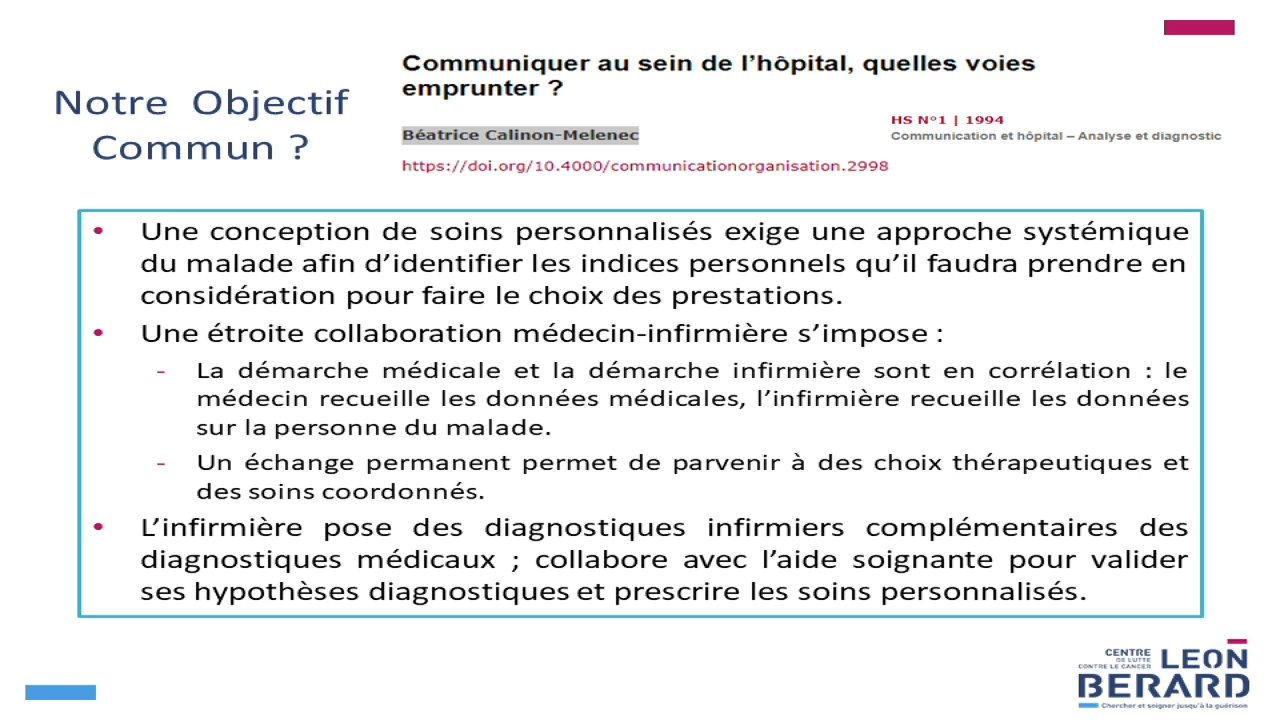 Notre Objectif
Commun ?
Communiquer au sein de l'hôpital, quelles voies
emprunter ?
Béatrice Calinon-Melenec
HS N°1 | 1994
Communication et hôpital – Analyse et diagnostic
https://doi.org/10.4000/communicationorganisation.2998
• Une conception de soins personnalisés exige une approche systémique
du malade afin d'identifier les indices personnels qu'il faudra prendre en
considération pour faire le choix des prestations.
• Une étroite collaboration médecin-infirmière s'impose :
- La démarche médicale et la démarche infirmière sont en corrélation : le
médecin recueille les données médicales, l'infirmière recueille les données
sur la personne du malade.
- Un échange permanent permet de parvenir à des choix thérapeutiques et
des soins coordonnés.
• L'infirmière pose des diagnostiques infirmiers complémentaires des
diagnostiques médicaux ; collabore avec l'aide soignante pour valider
ses hypothèses diagnostiques et prescrire les soins personnalisés.
CENTRE
DE LUTTE
CONTRE LE CANCER
LEON
BERARD
Chercher et soigner jusqu'à la guérison